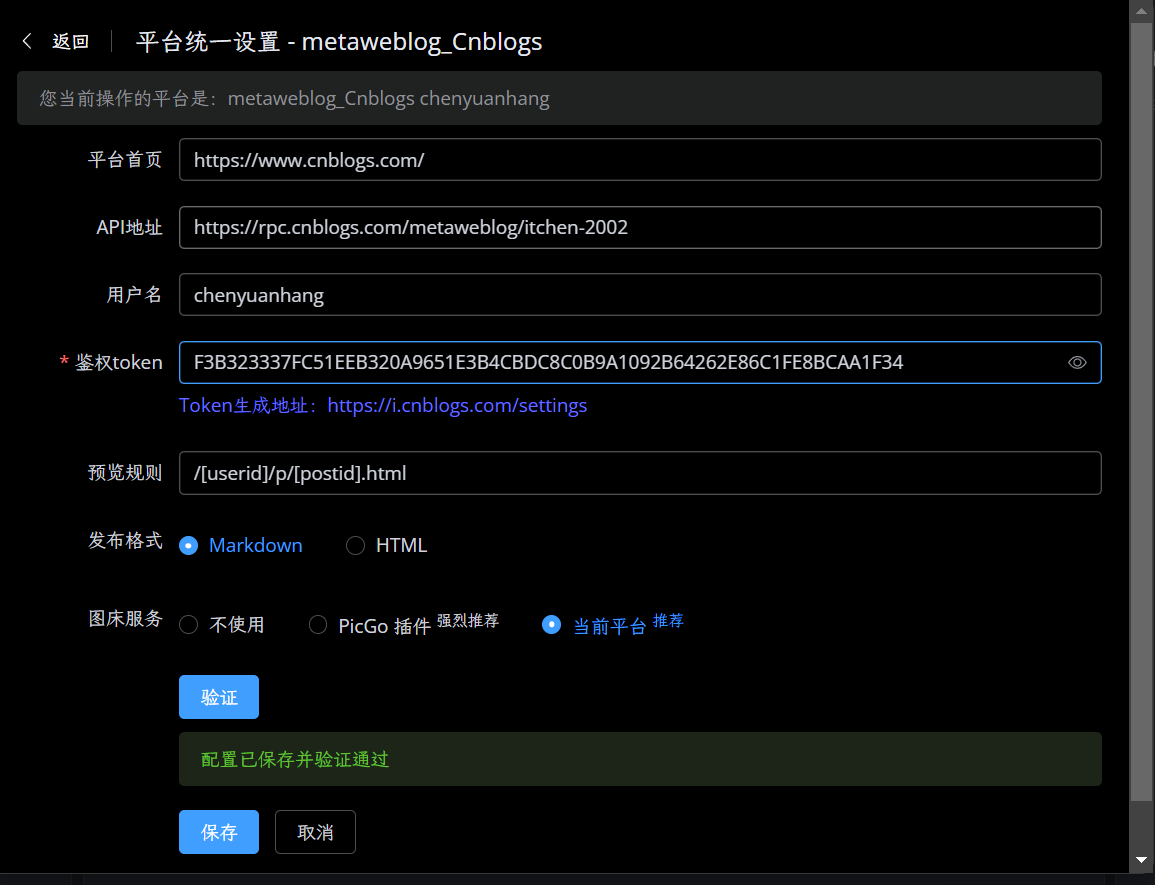 返回 平台统一设置 - metaweblog_Cnblogs
您当前操作的平台是：metaweblog_Cnblogs chenyuanhang
平台首页 https://www.cnblogs.com/
API地址 https://rpc.cnblogs.com/metaweblog/itchen-2002
用户名 chenyuanhang
* 鉴权token F3B323337FC51EEB320A9651E3B4CBDC8C0B9A1092B64262E86C1FE8BCAA1F34
Token生成地址：https://i.cnblogs.com/settings
预览规则 /[userid]/p/[postid].html
发布格式 Markdown HTML
图床服务 不使用 PicGo 插件 强烈推荐 当前平台 推荐
验证
配置已保存并验证通过
保存 取消